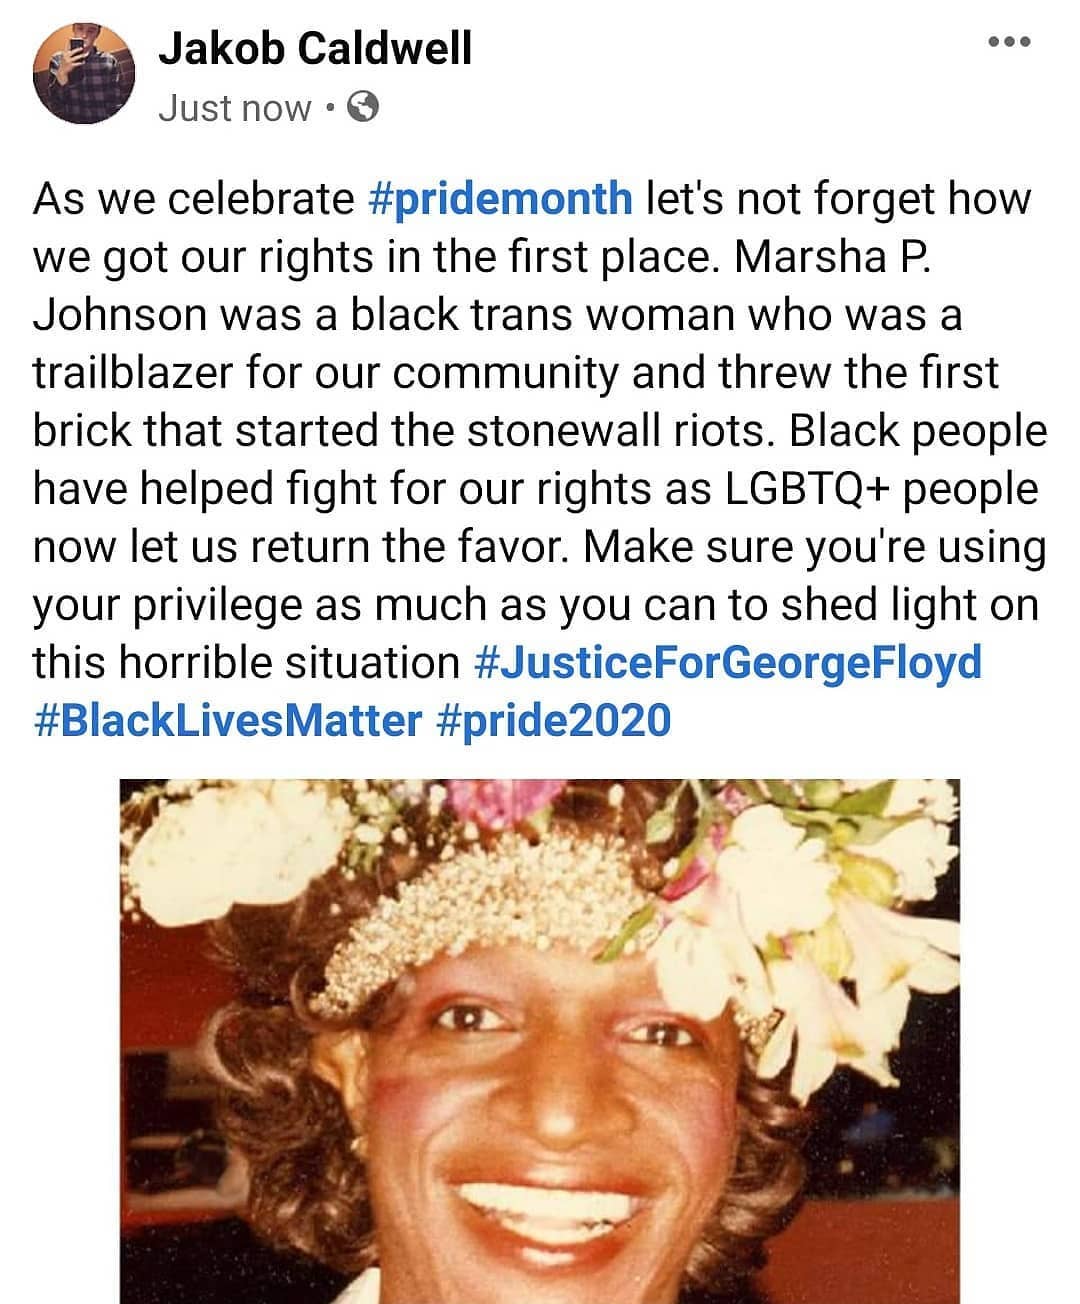 Jakob Caldwell
Just now •
As we celebrate #pridemonth let's not forget how
we got our rights in the first place. Marsha P.
Johnson was a black trans woman who was a
trailblazer for our community and threw the first
brick that started the stonewall riots. Black people
have helped fight for our rights as LGBTQ+ people
now let us return the favor. Make sure you're using
your privilege as much as you can to shed light on
this horrible situation #JusticeForGeorgeFloyd
#BlackLivesMatter #pride2020